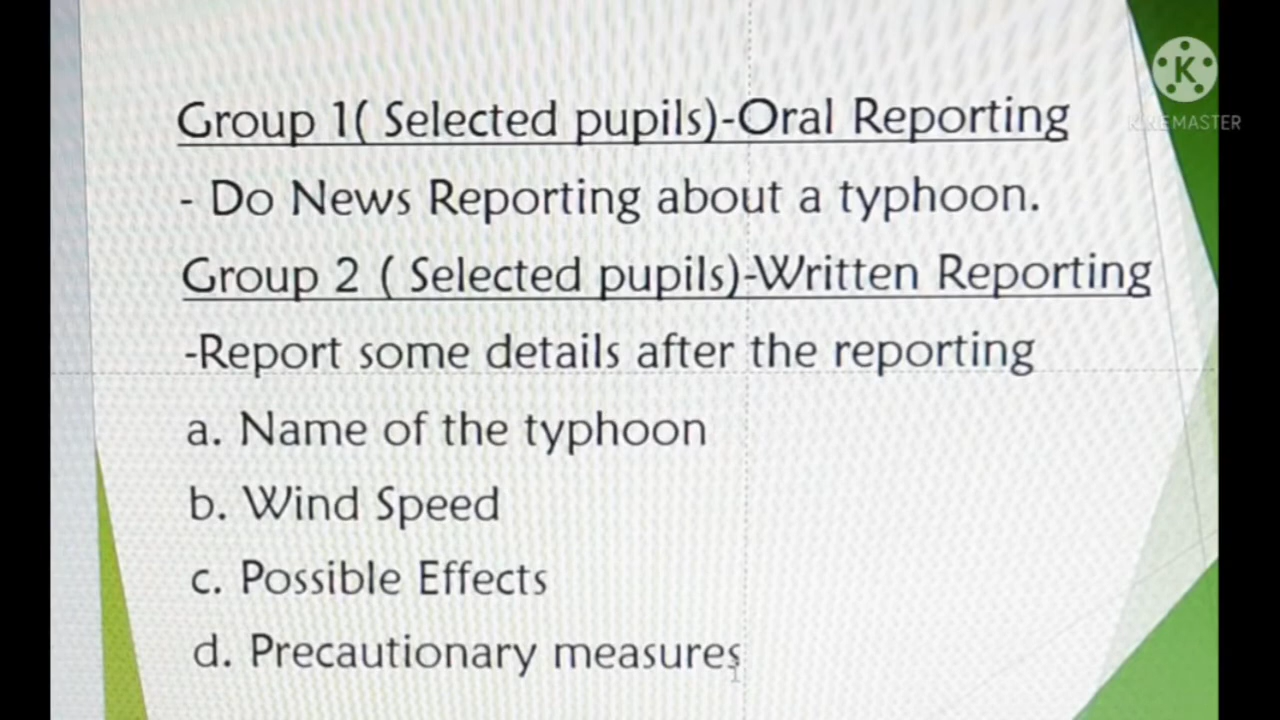 Group 1( Selected pupils)-Oral Reporting
- Do News Reporting about a typhoon.
Group 2 ( Selected pupils)-Written Reporting
-Report some details after the reporting
a. Name of the typhoon
b. Wind Speed
c. Possible Effects
d. Precautionary measures
K
KINEMASTER